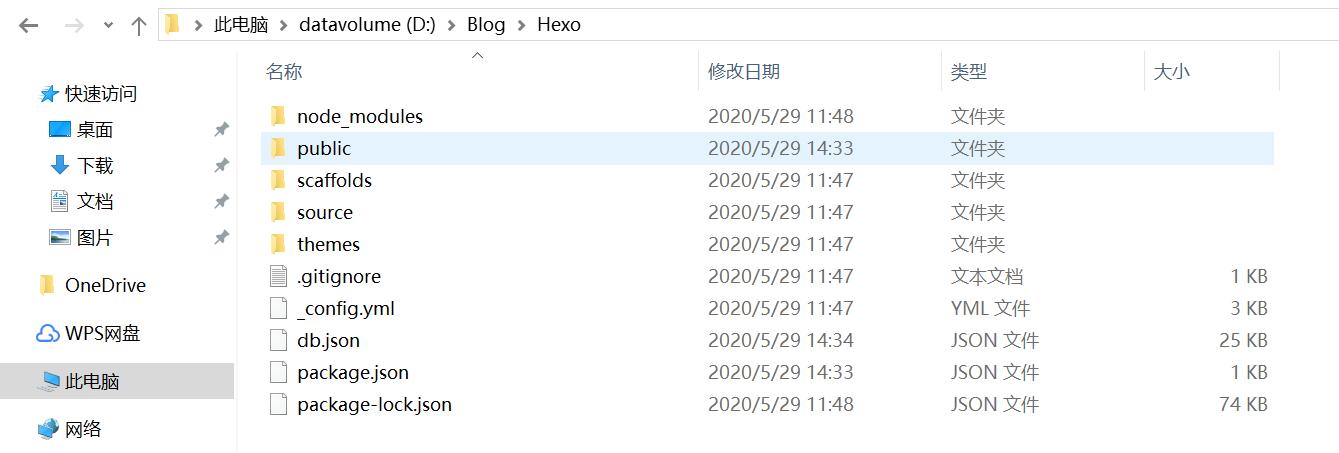 此电脑 > datavolume (D:) > Blog > Hexo
名称 修改日期 类型 大小
快速访问
桌面
下载
文档
图片
OneDrive
WPS网盘
此电脑
网络
node_modules 2020/5/29 11:48 文件夹
public 2020/5/29 14:33 文件夹
scaffolds 2020/5/29 11:47 文件夹
source 2020/5/29 11:47 文件夹
themes 2020/5/29 11:47 文件夹
.gitignore 2020/5/29 11:47 文本文档 1 KB
_config.yml 2020/5/29 11:47 YML 文件 3 KB
db.json 2020/5/29 14:34 JSON 文件 25 KB
package.json 2020/5/29 14:33 JSON 文件 1 KB
package-lock.json 2020/5/29 11:48 JSON 文件 74 KB